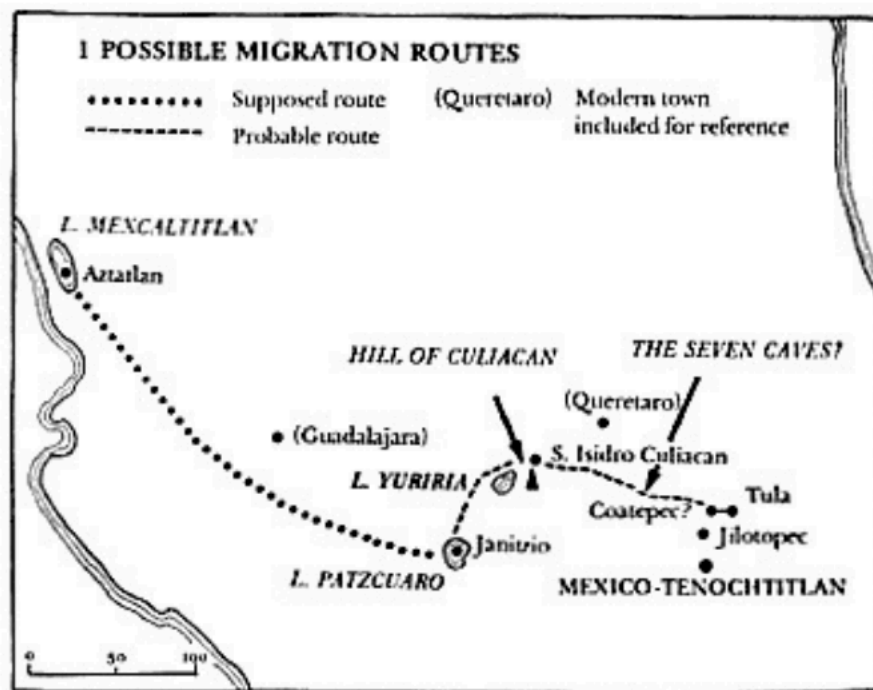 1 POSSIBLE MIGRATION ROUTES
Supposed route
Probable route
(Queretaro) Modern town
included for reference
L. MEXCALTITLAN
Aztatlan
HILL OF CULIACAN
THE SEVEN CAVES?
(Queretaro)
(Guadalajara)
S. Isidro Culiacan
L. YURIRIA
Coatepec?
Tula
Janitzio
Jilotopec
L. PATZCUARO
MEXICO-TENOCHTITLAN
0 50 100